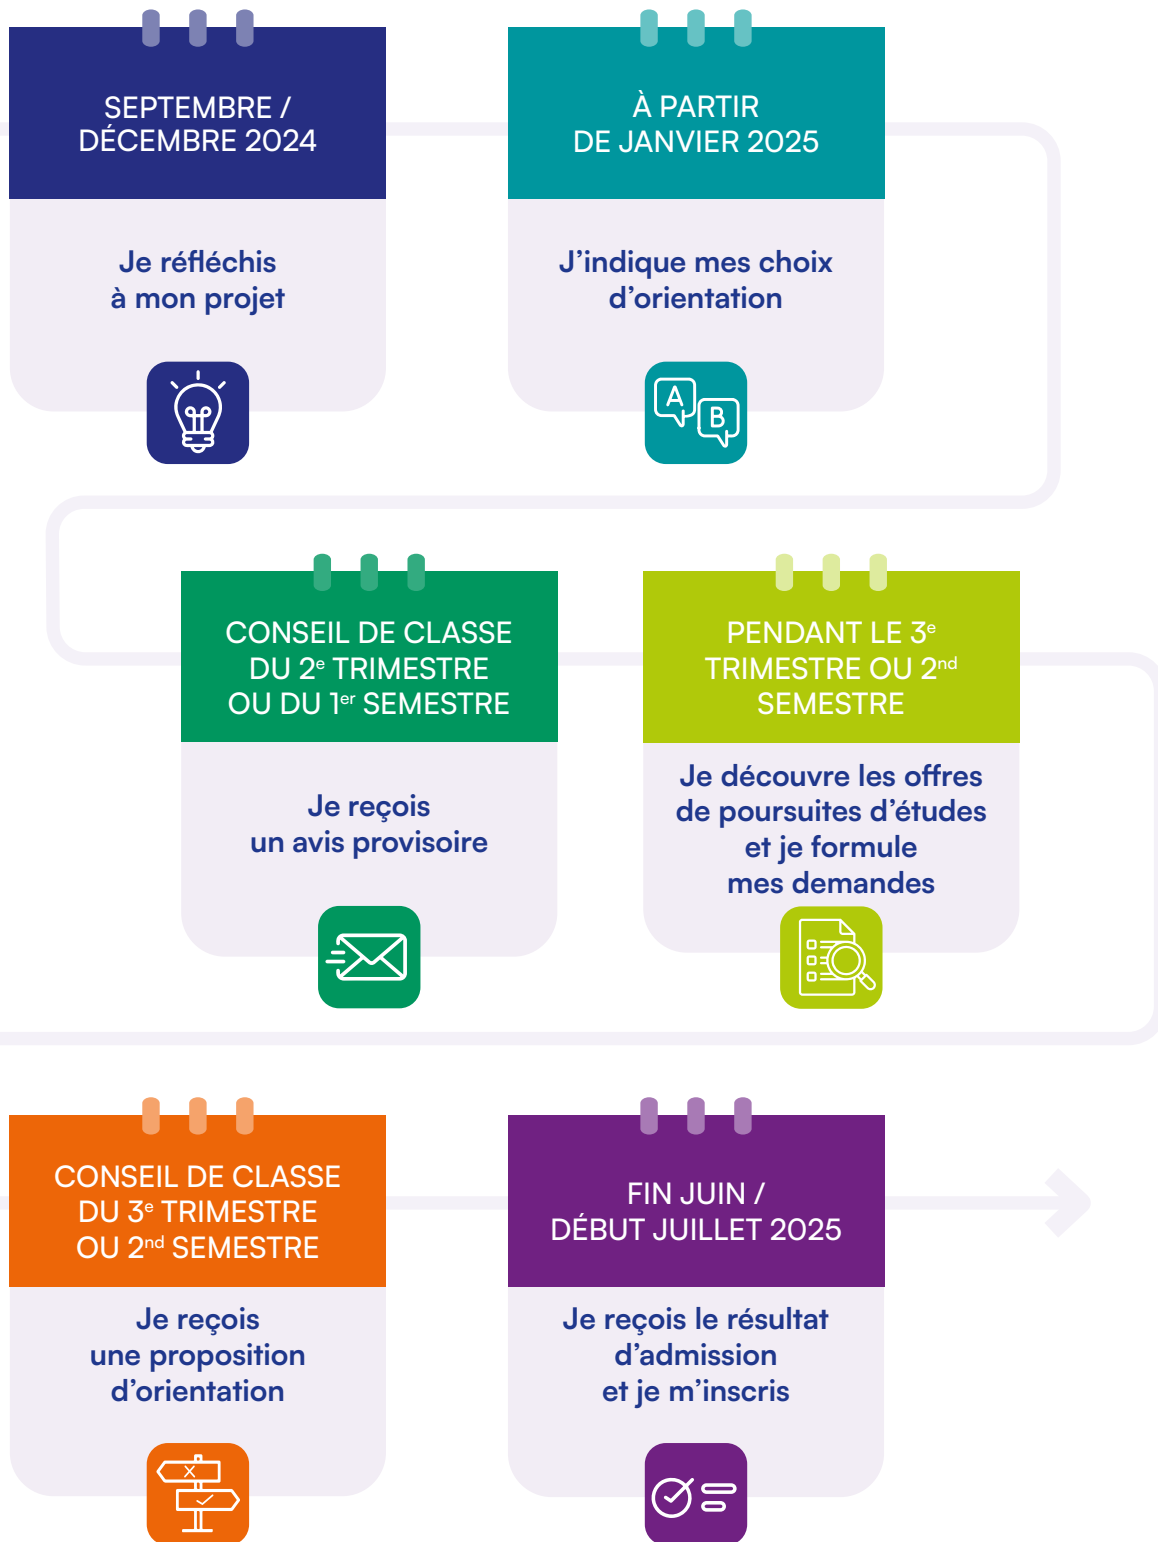 SEPTEMBRE /
DÉCEMBRE 2024
Je réfléchis
à mon projet
À PARTIR
DE JANVIER 2025
J’indique mes choix
d’orientation
A
B
CONSEIL DE CLASSE
DU 2e TRIMESTRE
OU DU 1er SEMESTRE
Je reçois
un avis provisoire
PENDANT LE 3e
TRIMESTRE OU 2nd
SEMESTRE
Je découvre les offres
de poursuites d’études
et je formule
mes demandes
CONSEIL DE CLASSE
DU 3e TRIMESTRE
OU 2nd SEMESTRE
Je reçois
une proposition
d’orientation
FIN JUIN /
DÉBUT JUILLET 2025
Je reçois le résultat
d’admission
et je m’inscris